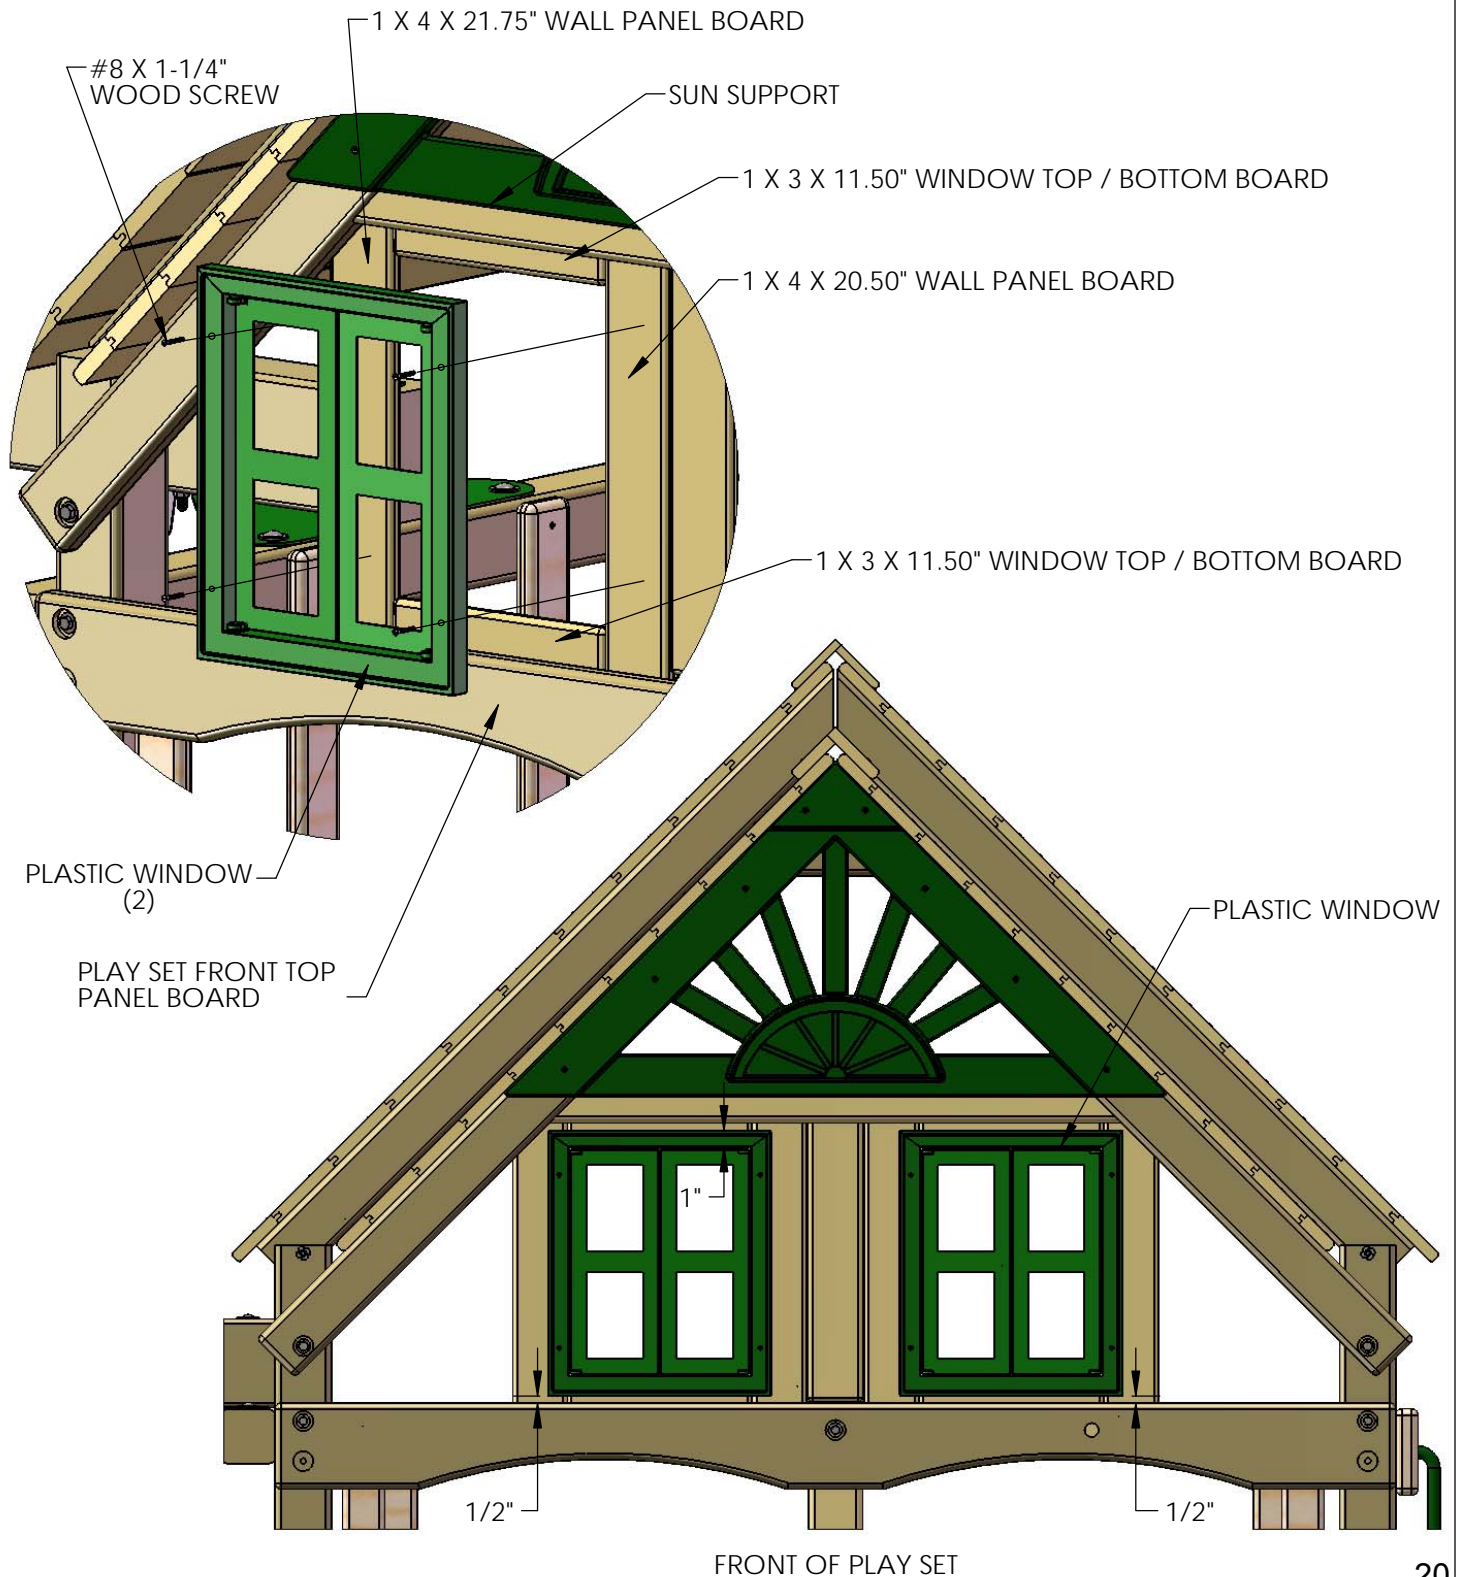 1 X 4 X 21.75" WALL PANEL BOARD
#8 X 1-1/4"
WOOD SCREW
SUN SUPPORT
1 X 3 X 11.50" WINDOW TOP / BOTTOM BOARD
1 X 4 X 20.50" WALL PANEL BOARD
1 X 3 X 11.50" WINDOW TOP / BOTTOM BOARD
PLASTIC WINDOW
(2)
PLASTIC WINDOW
PLAY SET FRONT TOP
PANEL BOARD
1"
1/2"
1/2"
FRONT OF PLAY SET
20